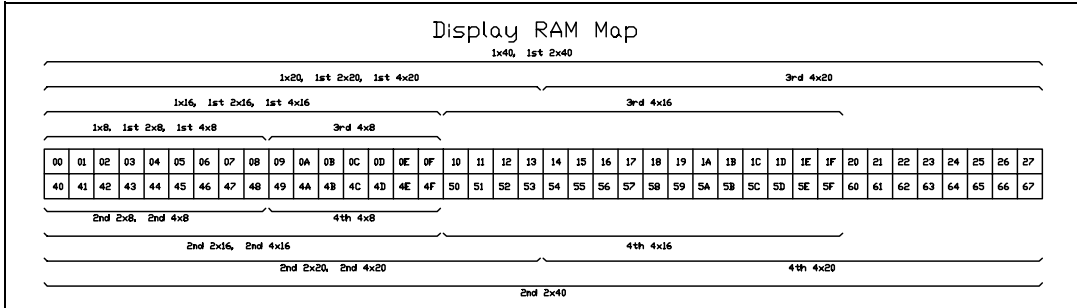 Display RAM Map
1x40, 1st 2x40
1x20, 1st 2x20, 1st 4x20 3rd 4x20
1x16, 1st 2x16, 1st 4x16 3rd 4x16
1x8, 1st 2x8, 1st 4x8 3rd 4x8
00 01 02 03 04 05 06 07 08 09 0A 0B 0C 0D 0E 0F 10 11 12 13 14 15 16 17 18 19 1A 1B 1C 1D 1E 1F 20 21 22 23 24 25 26 27
40 41 42 43 44 45 46 47 48 49 4A 4B 4C 4D 4E 4F 50 51 52 53 54 55 56 57 58 59 5A 5B 5C 5D 5E 5F 60 61 62 63 64 65 66 67
2nd 2x8, 2nd 4x8 4th 4x8
2nd 2x16, 2nd 4x16 4th 4x16
2nd 2x20, 2nd 4x20 4th 4x20
2nd 2x40